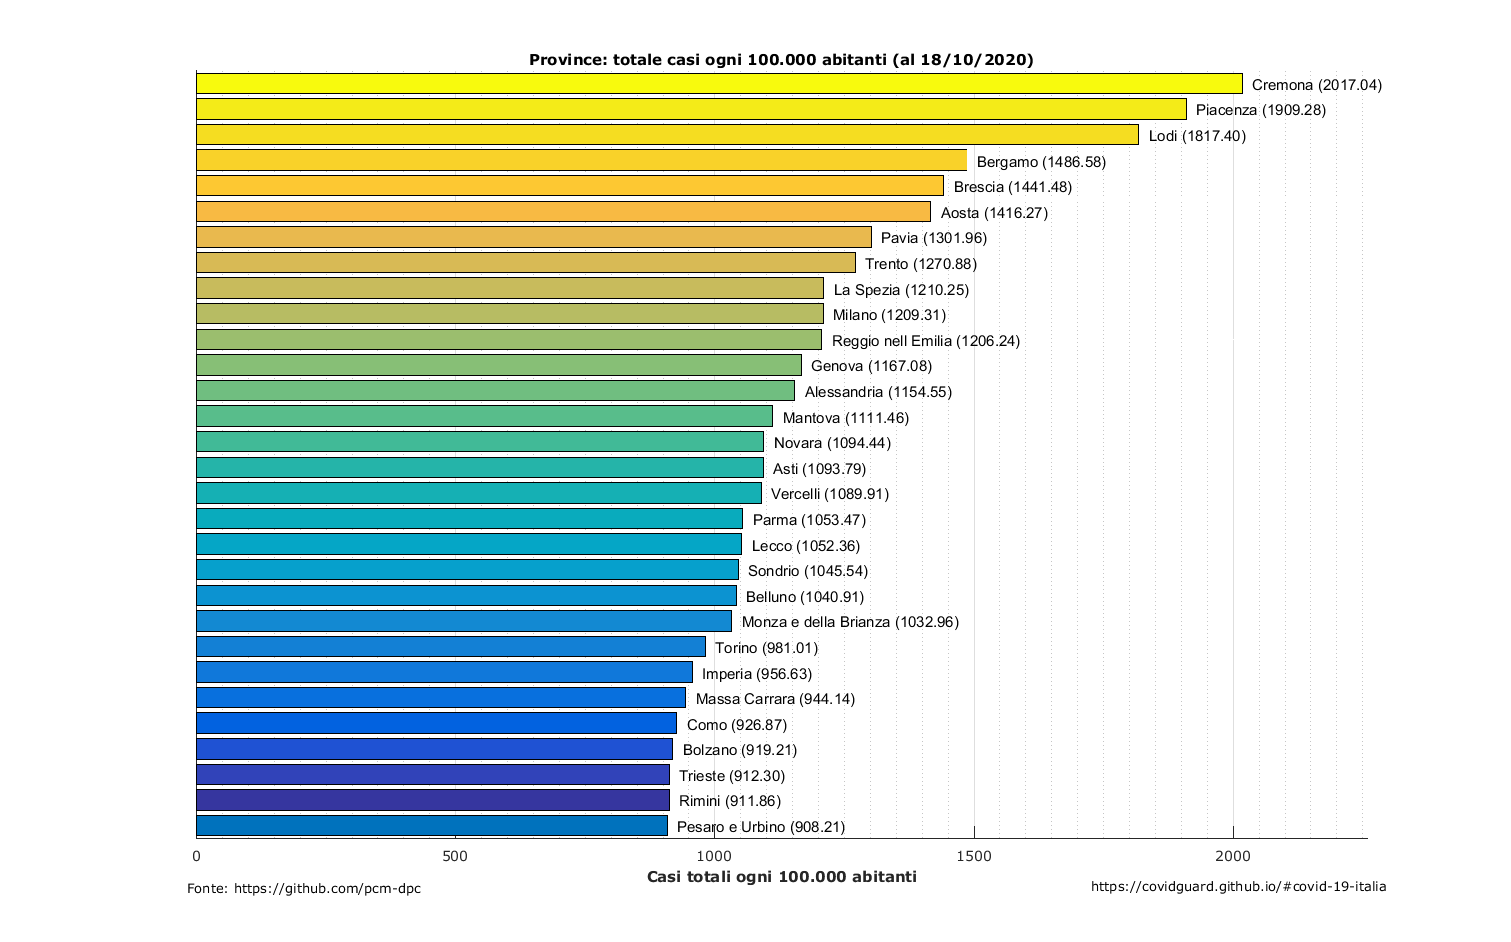 Province: totale casi ogni 100.000 abitanti (al 18/10/2020)
Cremona (2017.04)
Piacenza (1909.28)
Lodi (1817.40)
Bergamo (1486.58)
Brescia (1441.48)
Aosta (1416.27)
Pavia (1301.96)
Trento (1270.88)
La Spezia (1210.25)
Milano (1209.31)
Reggio nell Emilia (1206.24)
Genova (1167.08)
Alessandria (1154.55)
Mantova (1111.46)
Novara (1094.44)
Asti (1093.79)
Vercelli (1089.91)
Parma (1053.47)
Lecco (1052.36)
Sondrio (1045.54)
Belluno (1040.91)
Monza e della Brianza (1032.96)
Torino (981.01)
Imperia (956.63)
Massa Carrara (944.14)
Como (926.87)
Bolzano (919.21)
Trieste (912.30)
Rimini (911.86)
Pesaro e Urbino (908.21)
0 500 1000 1500 2000
Casi totali ogni 100.000 abitanti
Fonte: https://github.com/pcm-dpc
https://covidguard.github.io/#covid-19-italia